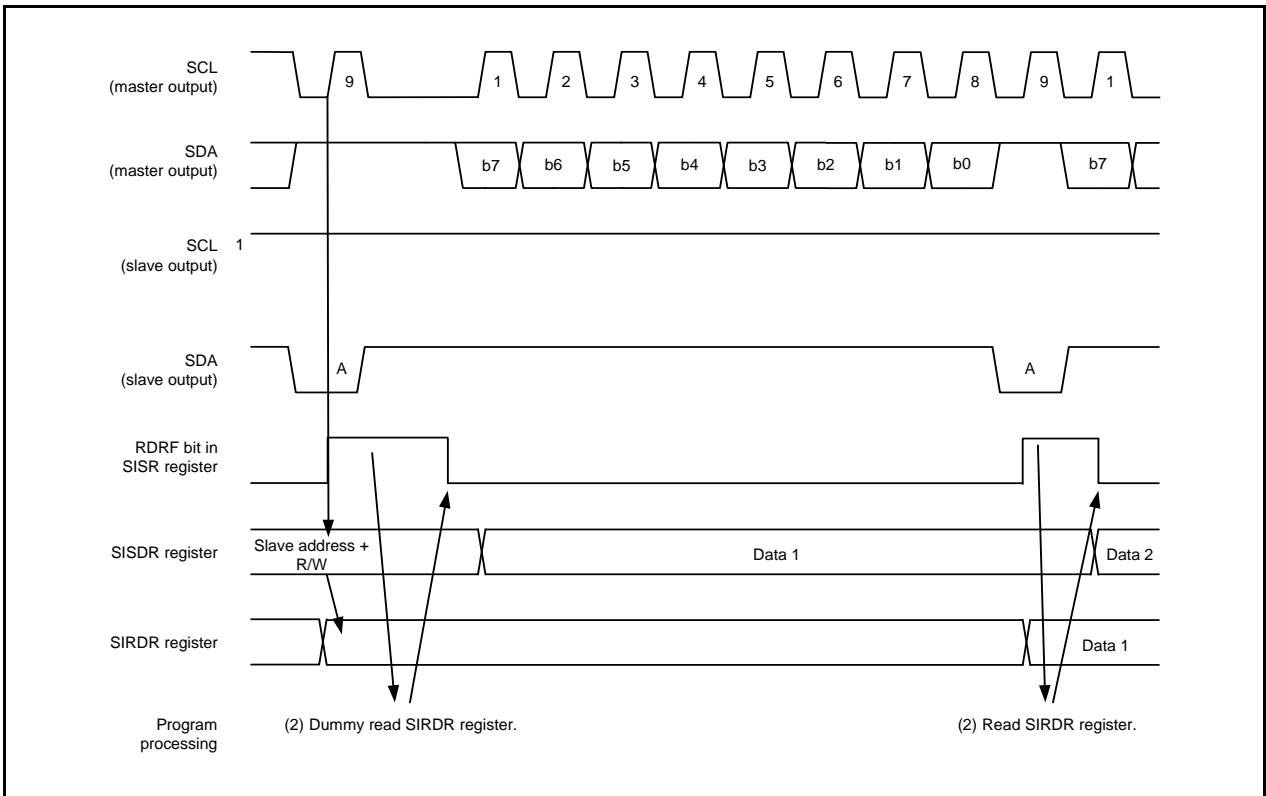 SCL
(master output)
9
1
2
3
4
5
6
7
8
9
1
SDA
(master output)
b7
b6
b5
b4
b3
b2
b1
b0
b7
SCL
(slave output)
1
SDA
(slave output)
A
A
RDRF bit in
SISR register
SISDR register
Slave address +
R/W
Data 1
Data 2
SIRDR register
Data 1
Program
processing
(2) Dummy read SIRDR register.
(2) Read SIRDR register.